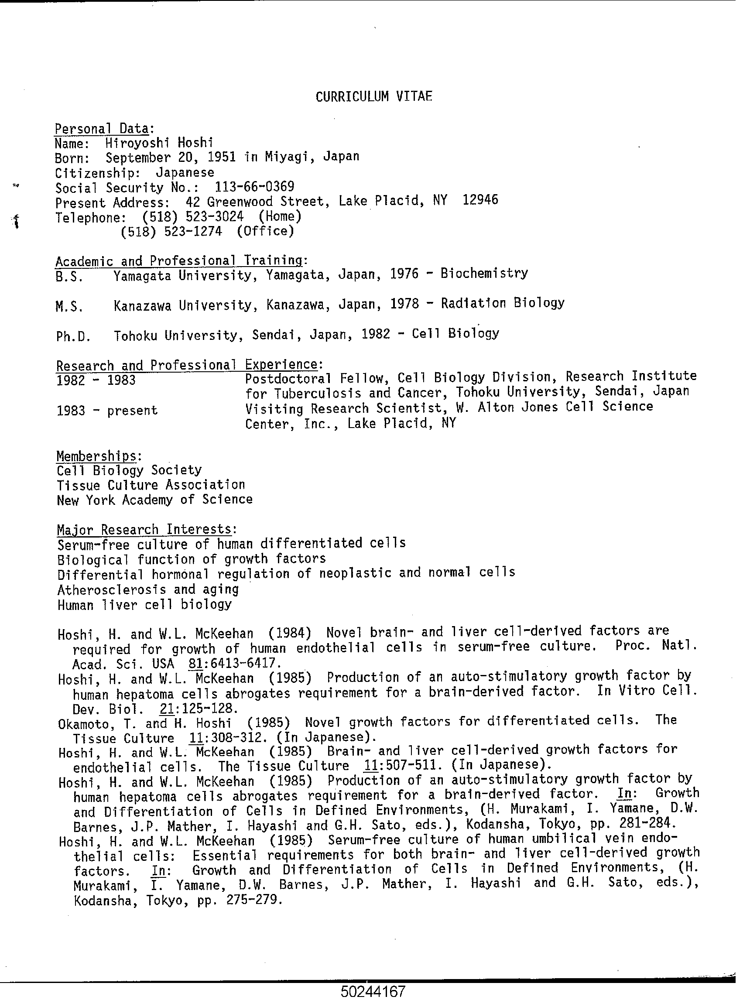 CURRICULUM VITAE
Personal Data:
Name: Hiroyoshi Hoshi
Born: September 20, 1951 in Miyagi, Japan
Citizenship: Japanese
Social Security No.: 113-66-0369
Present Address: 42 Greenwood Street, Lake Placid, NY 12946
Telephone: (518) 523-3024 (Home)
(518) 523-1274 (Office)
Academic and Professional Training:
B.S. Yamagata University, Yamagata, Japan, 1976 - Biochemistry
M.S. Kanazawa University, Kanazawa, Japan, 1978 - Radiation Biology
Ph.D. Tohoku University, Sendai, Japan, 1982 - Cell Biology
Research and Professional Experience:
1982 - 1983 Postdoctoral Fellow, Cell Biology Division, Research Institute
for Tuberculosis and Cancer, Tohoku University, Sendai, Japan
1983 - present Visiting Research Scientist, W. Alton Jones Cell Science
Center, Inc., Lake Placid, NY
Memberships:
Cell Biology Society
Tissue Culture Association
New York Academy of Science
Major Research Interests:
Serum-free culture of human differentiated cells
Biological function of growth factors
Differential hormonal regulation of neoplastic and normal cells
Atherosclerosis and aging
Human liver cell biology
Hoshi, H. and W.L. McKeehan (1984) Novel brain- and liver cell-derived factors are
required for growth of human endothelial cells in serum-free culture. Proc. Natl.
Acad. Sci. USA 81:6413-6417.
Hoshi, H. and W.L. McKeehan (1985) Production of an auto-stimulatory growth factor by
human hepatoma cells abrogates requirement for a brain-derived factor. In Vitro Cell.
Dev. Biol. 21:125-128.
Okamoto, T. and H. Hoshi (1985) Novel growth factors for differentiated cells. The
Tissue Culture 11:308-312. (In Japanese).
Hoshi, H. and W.L. McKeehan (1985) Brain- and liver cell-derived growth factors for
endothelial cells. The Tissue Culture 11:507-511. (In Japanese).
Hoshi, H. and W.L. McKeehan (1985) Production of an auto-stimulatory growth factor by
human hepatoma cells abrogates requirement for a brain-derived factor. In: Growth
and Differentiation of Cells in Defined Environments, (H. Murakami, I. Yamane, D.W.
Barnes, J.P. Mather, I. Hayashi and G.H. Sato, eds.), Kodansha, Tokyo, pp. 281-284.
Hoshi, H. and W.L. McKeehan (1985) Serum-free culture of human umbilical vein endo-
thelial cells: Essential requirements for both brain- and liver cell-derived growth
factors. In: Growth and Differentiation of Cells in Defined Environments, (H.
Murakami, I. Yamane, D.W. Barnes, J.P. Mather, I. Hayashi and G.H. Sato, eds.),
Kodansha, Tokyo, pp. 275-279.
50244167